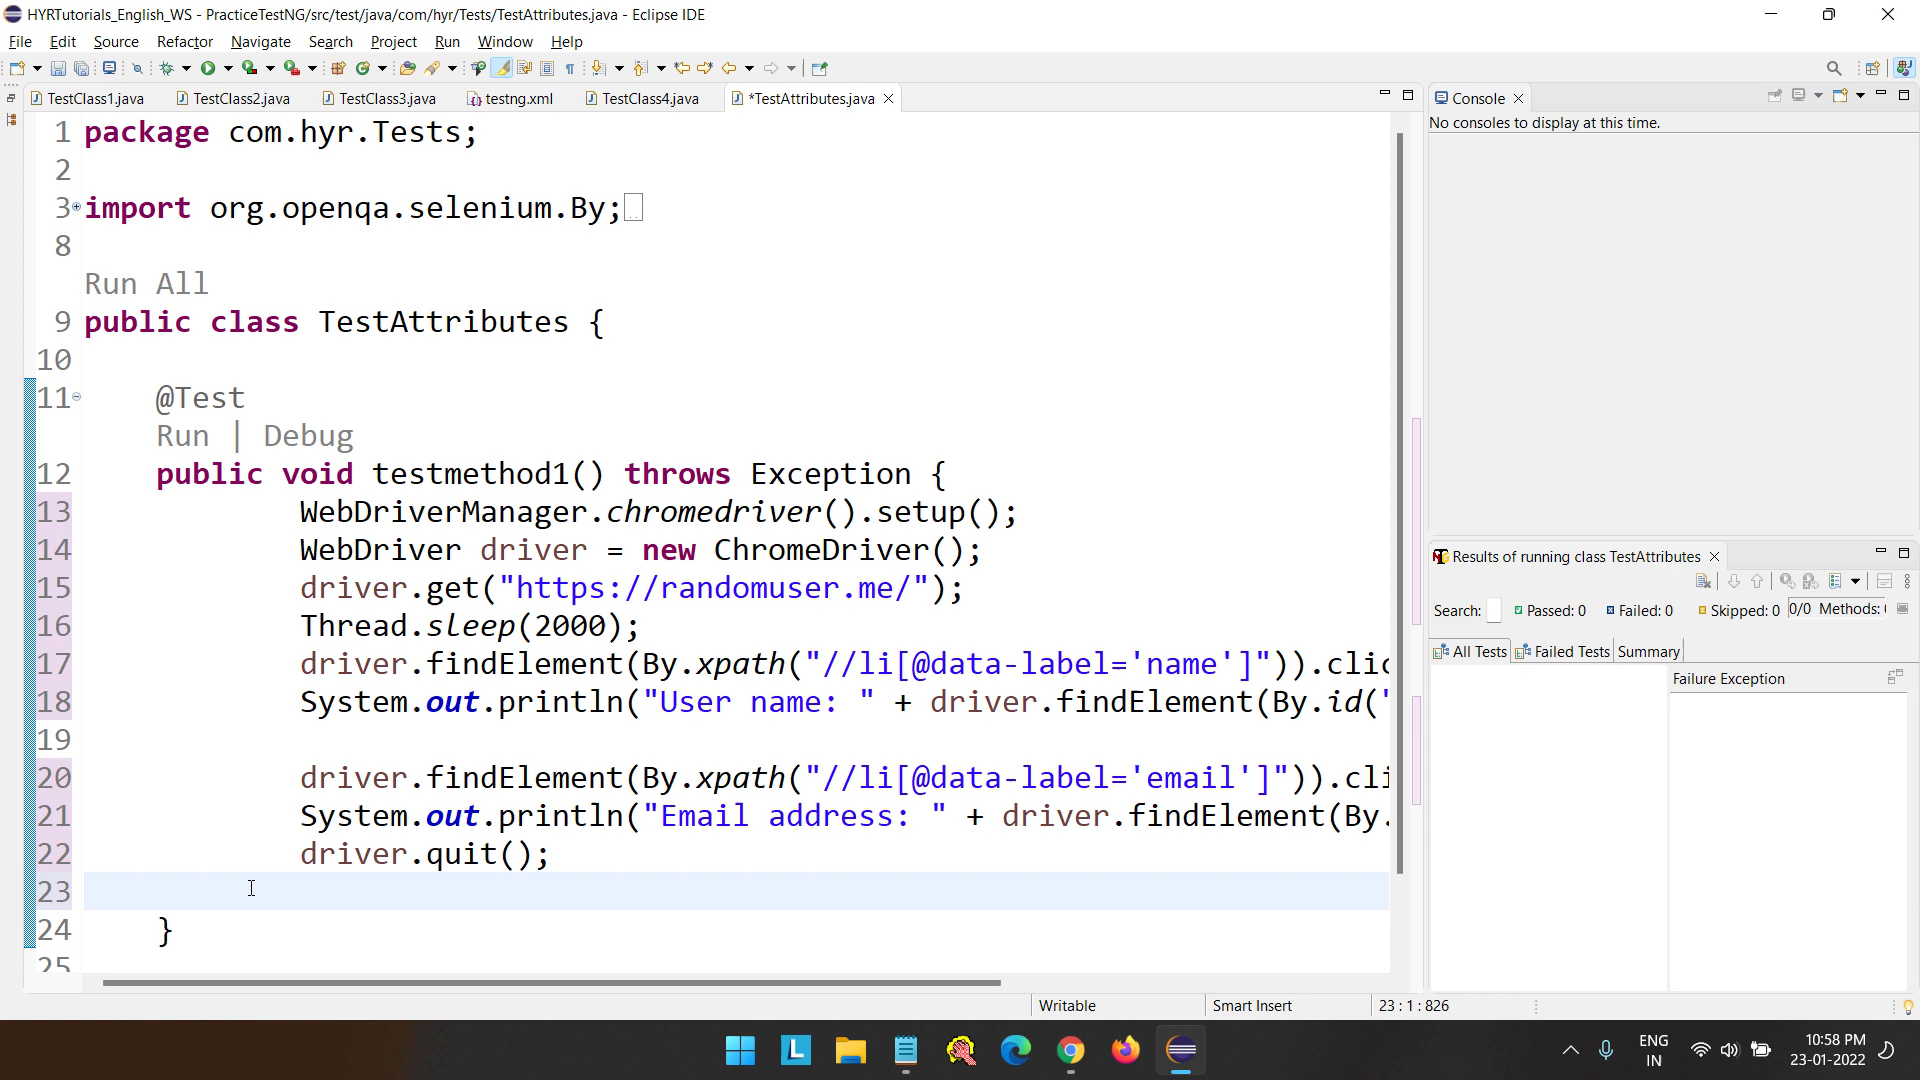 HYRTutorials_English_WS - PracticeTestNG/src/test/java/com/hyr/Tests/TestAttributes.java - Eclipse IDE
File Edit Source Refactor Navigate Search Project Run Window Help
TestClass1.java TestClass2.java TestClass3.java testng.xml TestClass4.java *TestAttributes.java
1 package com.hyr.Tests;
2
3 import org.openqa.selenium.By;
8
Run All
9 public class TestAttributes {
10
11 @Test
Run | Debug
12 public void testmethod1() throws Exception {
13 WebDriverManager.chromedriver().setup();
14 WebDriver driver = new ChromeDriver();
15 driver.get("https://randomuser.me/");
16 Thread.sleep(2000);
17 driver.findElement(By.xpath("//li[@data-label='name']")).clic
18 System.out.println("User name: " + driver.findElement(By.id("
19
20 driver.findElement(By.xpath("//li[@data-label='email']")).cli
21 System.out.println("Email address: " + driver.findElement(By.
22 driver.quit();
23
24 }
25
Console
No consoles to display at this time.
Results of running class TestAttributes
Search: Passed: 0 Failed: 0 Skipped: 0 0/0 Methods:
All Tests Failed Tests Summary
Failure Exception
Writable Smart Insert 23 : 1 : 826
L
ENG
IN
10:58 PM
23-01-2022